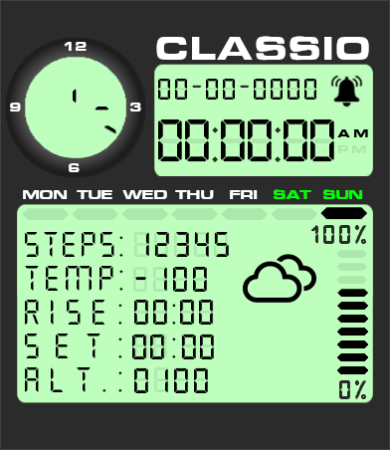 12
9 3
6
CLASSIO
00-00-0000
00:00:00 AM
PM
MON TUE WED THU FRI SAT SUN
100%
STEPS: 12345
TEMP: -100
RISE: 00:00
SET: 00:00
ALT.: 0100
0%